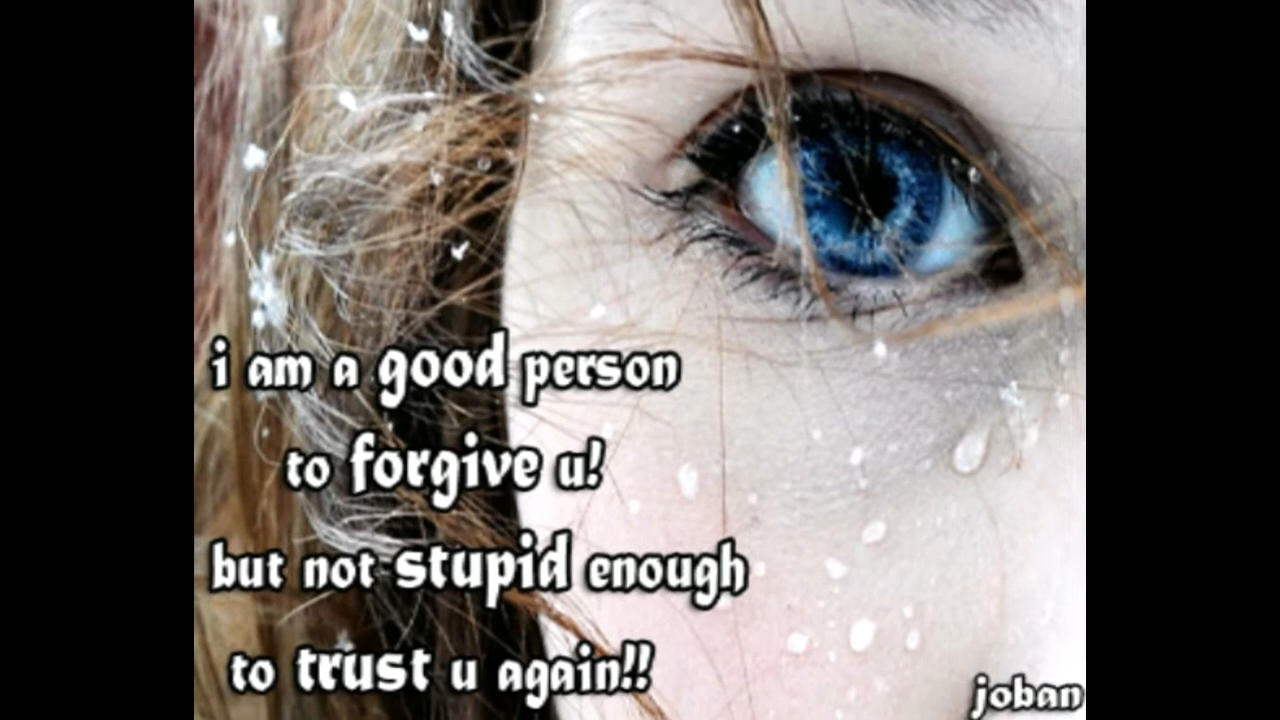 i am a good person
to forgive u!
but not stupid enough
to trust u again!!
joban